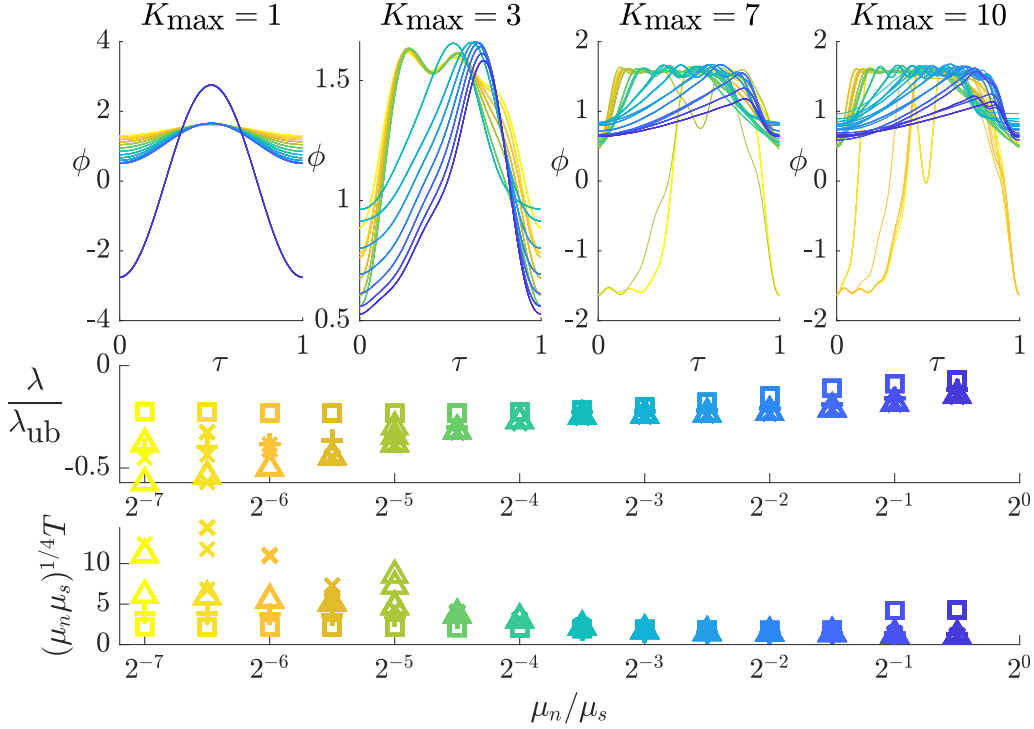 K_max = 1 K_max = 3 K_max = 7 K_max = 10
4 2 0 -2 -4 ϕ 0 1 τ
1.5 1 0.5 ϕ 0 1 τ
2 1 0 -1 -2 ϕ 0 1 τ
2 1 0 -1 -2 ϕ 0 1 τ
λ/λ_ub 0 -0.5
2^-7 2^-6 2^-5 2^-4 2^-3 2^-2 2^-1 2^0
(μ_n μ_s)^1/4 T 10 5 0
2^-7 2^-6 2^-5 2^-4 2^-3 2^-2 2^-1 2^0
μ_n/μ_s